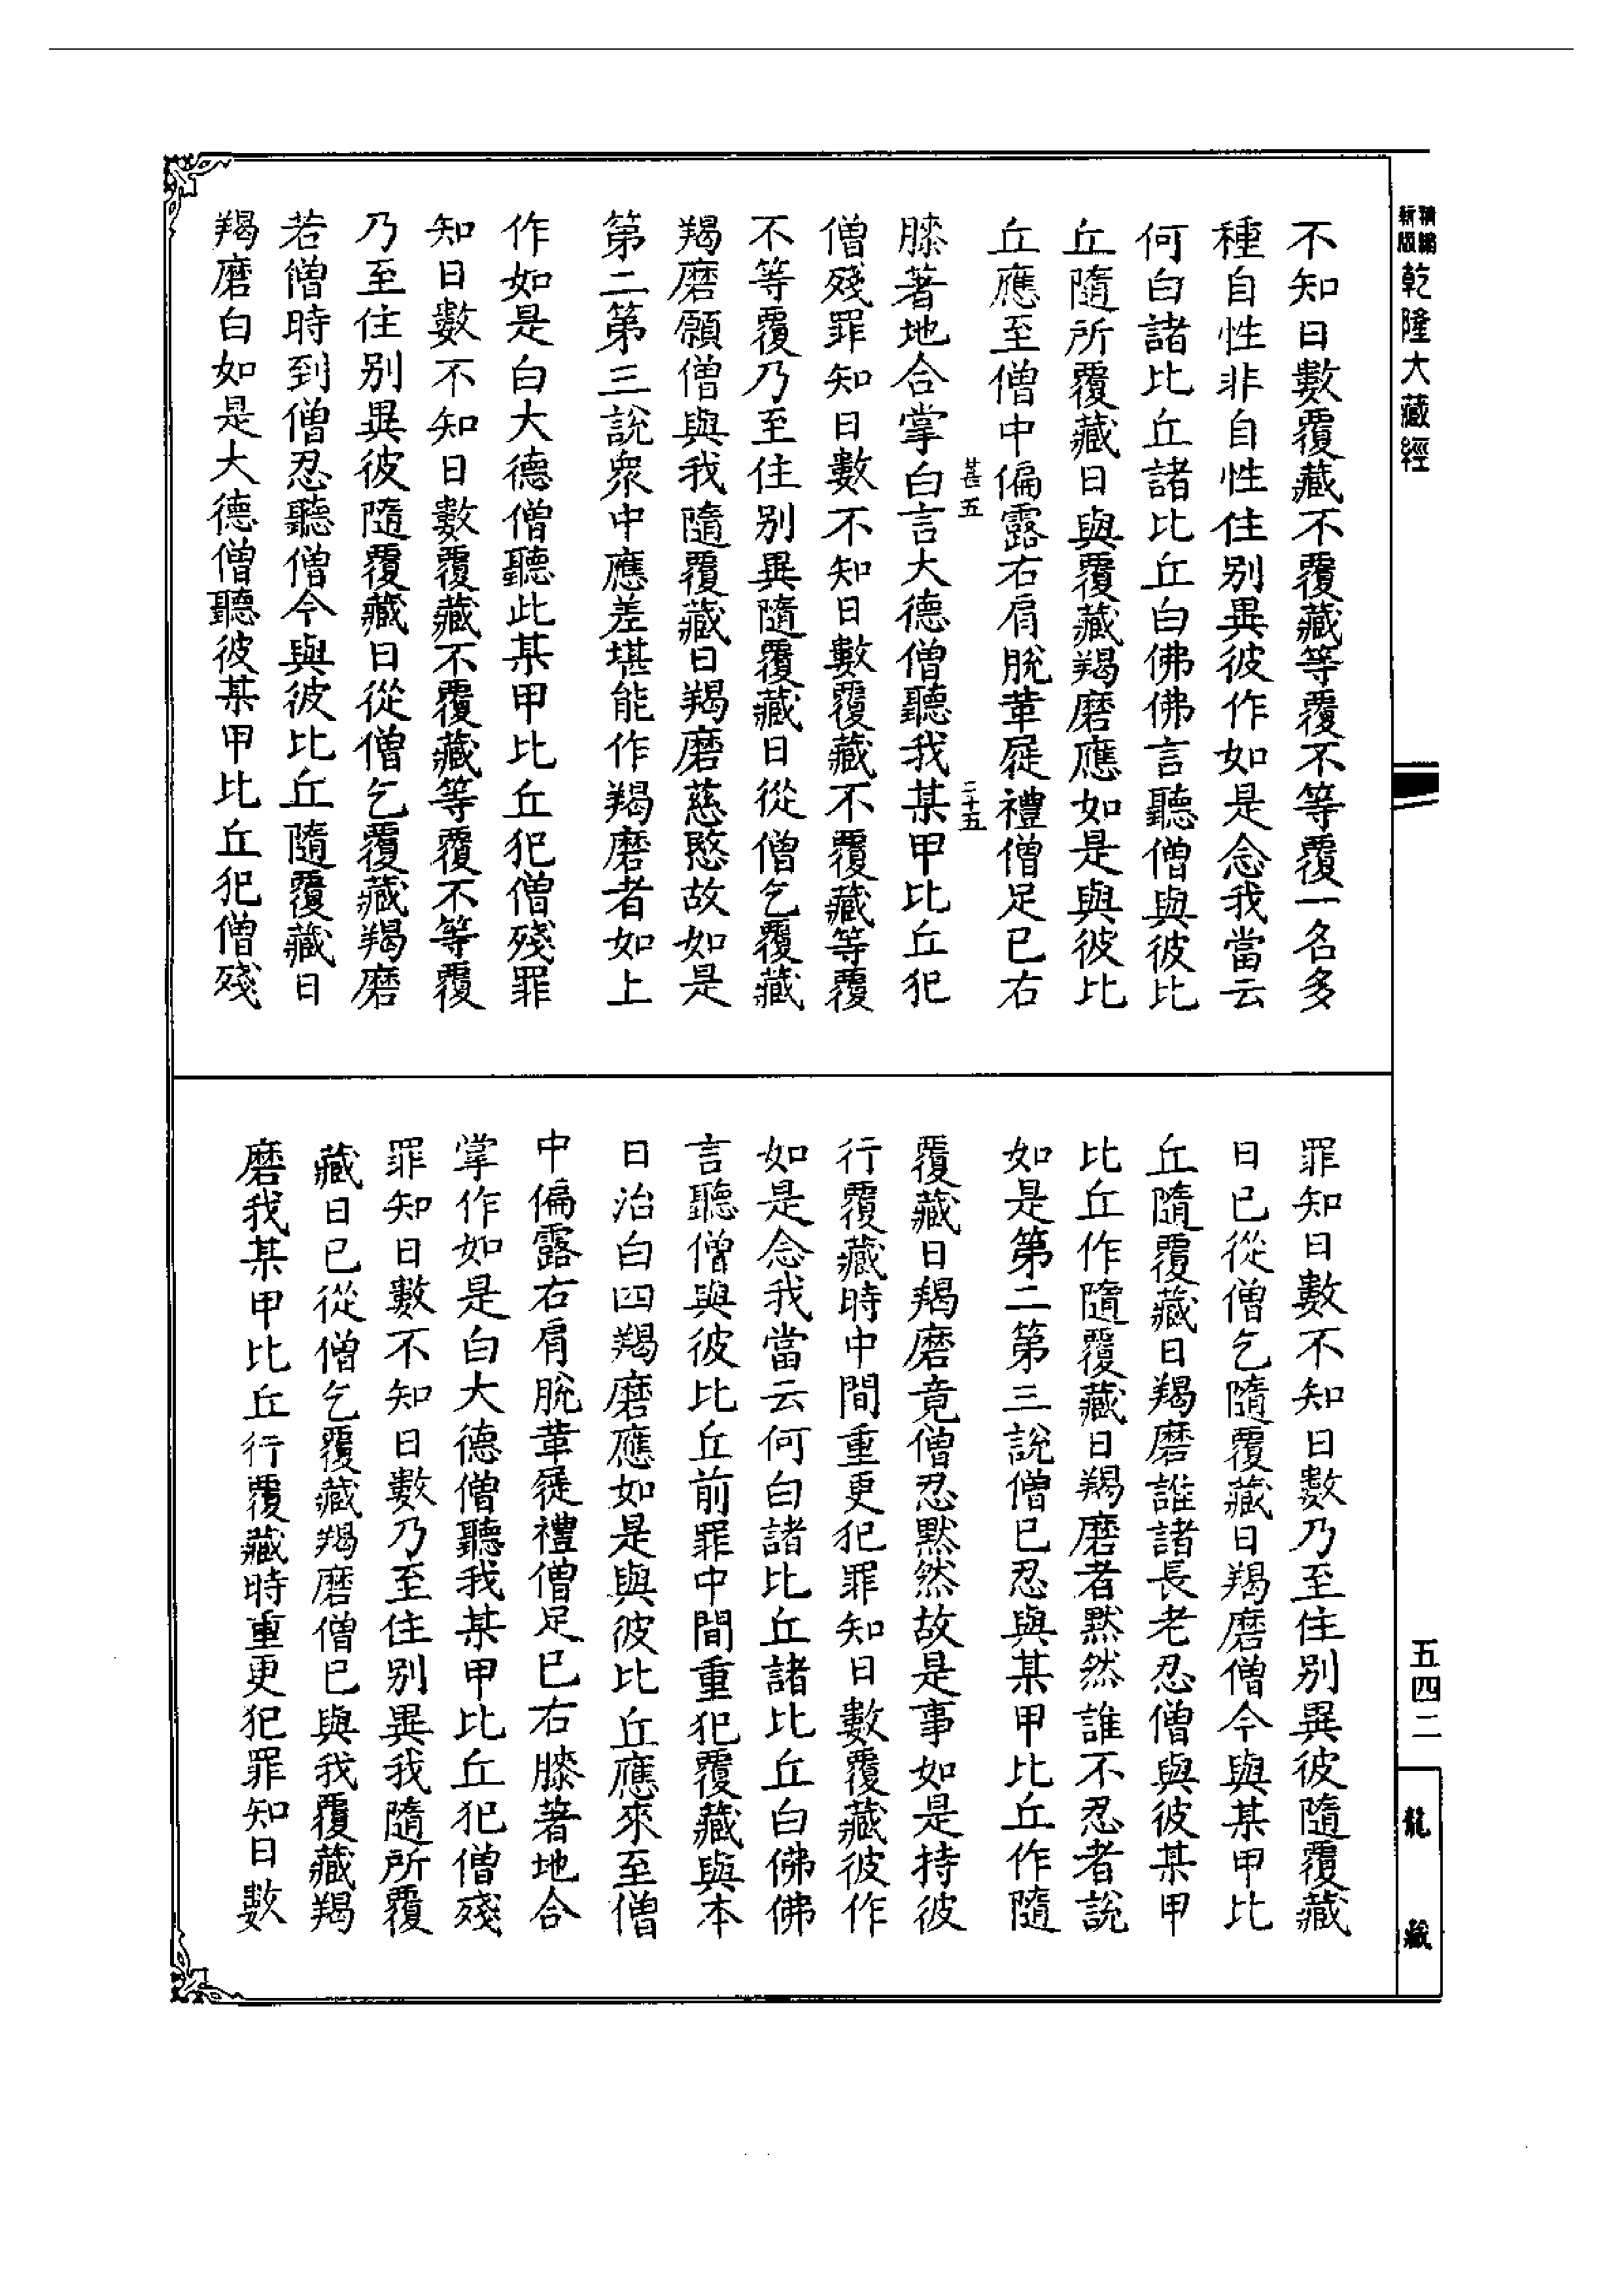 新版精編乾隆大藏經
不知日數覆藏不覆藏等覆不等覆一名多
種自性非自性住別異彼作如是念我當云
何白諸比丘諸比丘白佛佛言聽僧與彼比
丘隨所覆藏日與覆藏羯磨應如是與彼比
丘應至僧中偏露右肩脫革屣禮僧足已右
甚五 二十五
膝著地合掌白言大德僧聽我某甲比丘犯
僧殘罪知日數不知日數覆藏不覆藏等覆
不等覆乃至住別異隨覆藏日從僧乞覆藏
羯磨願僧與我隨覆藏日羯磨慈愍故如是
第二第三說眾中應差堪能作羯磨者如上
作如是白大德僧聽此某甲比丘犯僧殘罪
知日數不知日數覆藏不覆藏等覆不等覆
乃至住別異彼隨覆藏日從僧乞覆藏羯磨
若僧時到僧忍聽僧今與彼比丘隨覆藏日
羯磨白如是大德僧聽彼某甲比丘犯僧殘
罪知日數不知日數乃至住別異彼隨覆藏
日已從僧乞隨覆藏日羯磨僧今與某甲比
丘隨覆藏日羯磨誰諸長老忍僧與彼某甲
比丘作隨覆藏日羯磨者默然誰不忍者說
如是第二第三說僧已忍與某甲比丘作隨
覆藏日羯磨竟僧忍默然故是事如是持彼
行覆藏時中間重更犯罪知日數覆藏彼作
如是念我當云何白諸比丘諸比丘白佛佛
言聽僧與彼比丘前罪中間重犯覆藏與本
日治白四羯磨應如是與彼比丘應來至僧
中偏露右肩脫革屣禮僧足已右膝著地合
掌作如是白大德僧聽我某甲比丘犯僧殘
罪知日數不知日數乃至住別異我隨所覆
藏日已從僧乞覆藏羯磨僧已與我覆藏羯
磨我某甲比丘行覆藏時重更犯罪知日數
五四二
龍藏